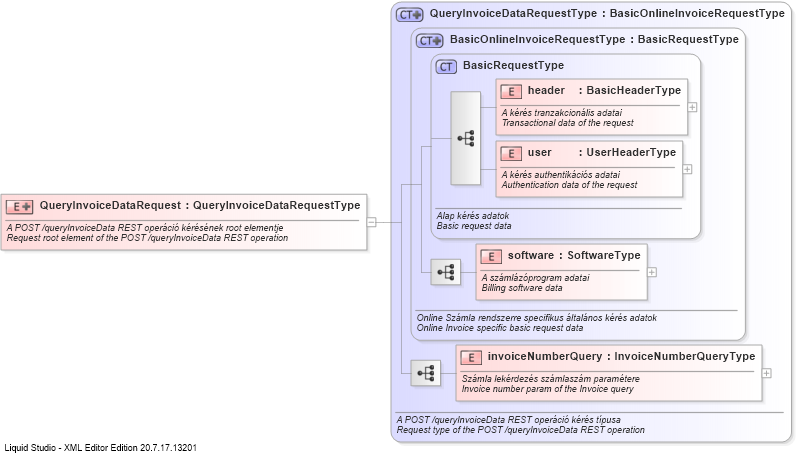 CT+ QueryInvoiceDataRequestType : BasicOnlineInvoiceRequestType
CT+ BasicOnlineInvoiceRequestType : BasicRequestType
CT BasicRequestType
E header : BasicHeaderType
A kérés tranzakcionális adatai
Transactional data of the request
E user : UserHeaderType
A kérés authentikációs adatai
Authentication data of the request
E+ QueryInvoiceDataRequest : QueryInvoiceDataRequestType
A POST /queryInvoiceData REST operáció kérésének root elementje
Request root element of the POST /queryInvoiceData REST operation
Alap kérés adatok
Basic request data
E software : SoftwareType
A számlázóprogram adatai
Billing software data
Online Számla rendszerre specifikus általános kérés adatok
Online Invoice specific basic request data
E invoiceNumberQuery : InvoiceNumberQueryType
Számla lekérdezés számlaszám paramétere
Invoice number param of the Invoice query
A POST /queryInvoiceData REST operáció kérés típusa
Request type of the POST /queryInvoiceData REST operation
Liquid Studio - XML Editor Edition 20.7.17.13201